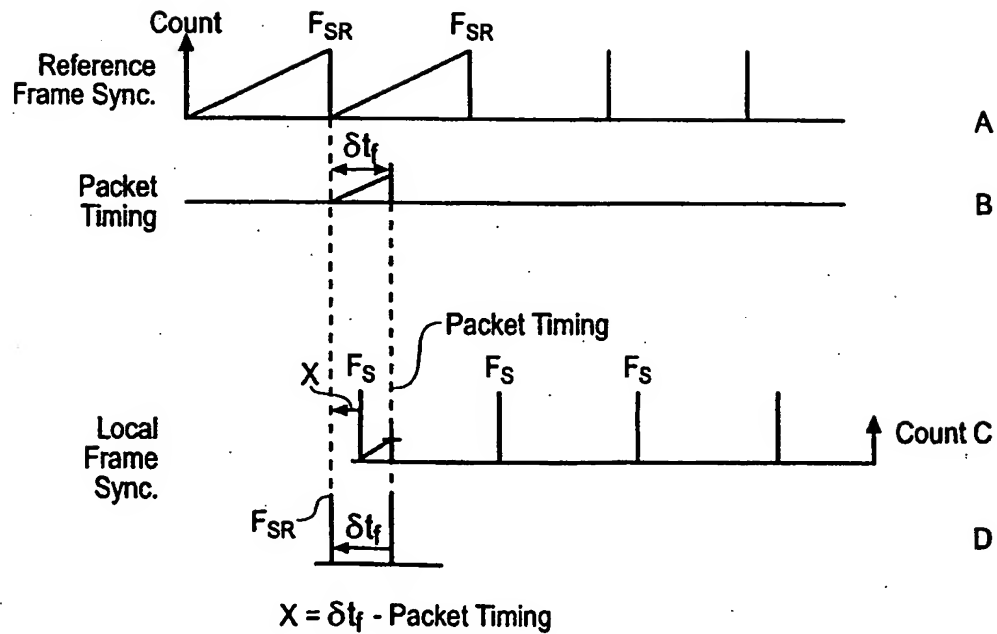 Count F_SR F_SR
Reference
Frame Sync.
A
δt_f
Packet
Timing
B
Packet Timing
X F_S F_S F_S
Local
Frame
Sync.
Count C
F_SR δt_f
D
X = δt_f - Packet Timing